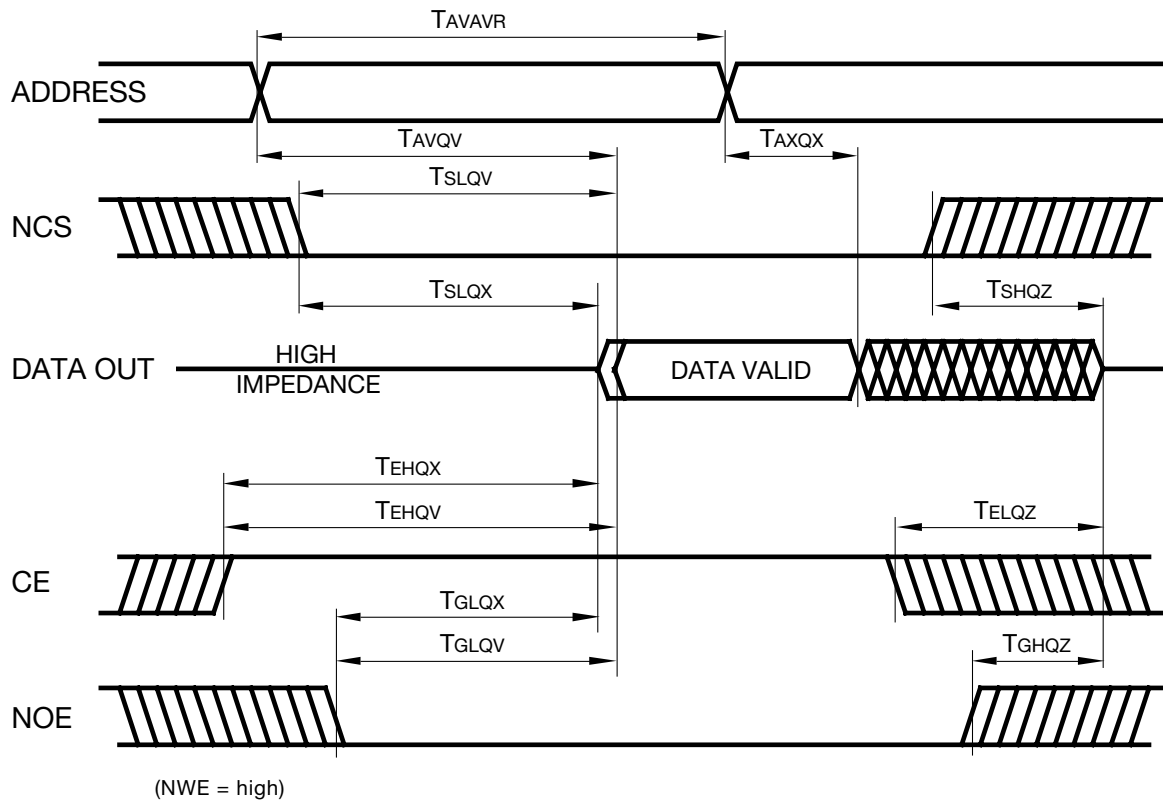 TAVAVR
ADDRESS
TAVQV
TAXQX
TSLQV
NCS
TSLQX
TSHQZ
DATA OUT
HIGH
IMPEDANCE
DATA VALID
TEHQX
TEHQV
TELQZ
CE
TGLQX
TGLQV
TGHQZ
NOE
(NWE = high)